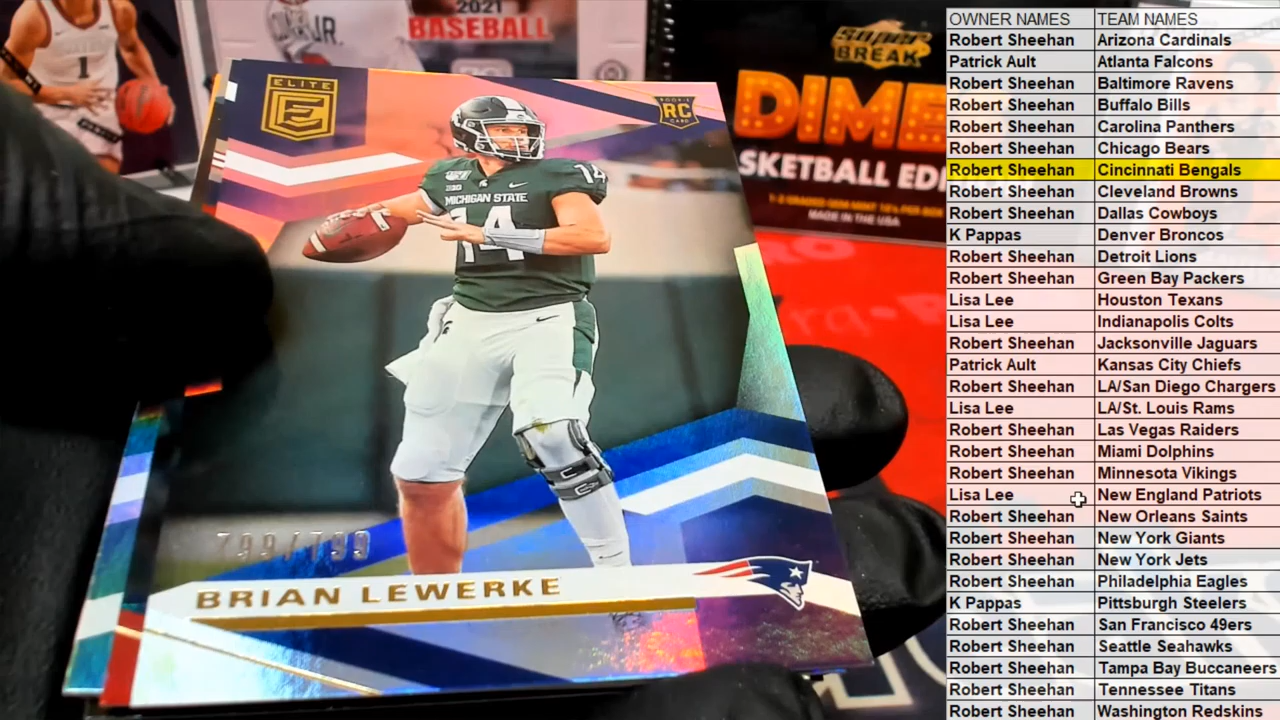 2021
BASEBALL
JR.
1
SUPER
BREAK
DIME
SKETBALL EDI
MADE IN THE USA
ELITE
E
ROOKIE
RC
CARD
14
MICHIGAN STATE
14
799/799
BRIAN LEWERKE
OWNER NAMES TEAM NAMES
Robert Sheehan Arizona Cardinals
Patrick Ault Atlanta Falcons
Robert Sheehan Baltimore Ravens
Robert Sheehan Buffalo Bills
Robert Sheehan Carolina Panthers
Robert Sheehan Chicago Bears
Robert Sheehan Cincinnati Bengals
Robert Sheehan Cleveland Browns
Robert Sheehan Dallas Cowboys
K Pappas Denver Broncos
Robert Sheehan Detroit Lions
Robert Sheehan Green Bay Packers
Lisa Lee Houston Texans
Lisa Lee Indianapolis Colts
Robert Sheehan Jacksonville Jaguars
Patrick Ault Kansas City Chiefs
Robert Sheehan LA/San Diego Chargers
Lisa Lee LA/St. Louis Rams
Robert Sheehan Las Vegas Raiders
Robert Sheehan Miami Dolphins
Robert Sheehan Minnesota Vikings
Lisa Lee New England Patriots
Robert Sheehan New Orleans Saints
Robert Sheehan New York Giants
Robert Sheehan New York Jets
Robert Sheehan Philadelphia Eagles
K Pappas Pittsburgh Steelers
Robert Sheehan San Francisco 49ers
Robert Sheehan Seattle Seahawks
Robert Sheehan Tampa Bay Buccaneers
Robert Sheehan Tennessee Titans
Robert Sheehan Washington Redskins